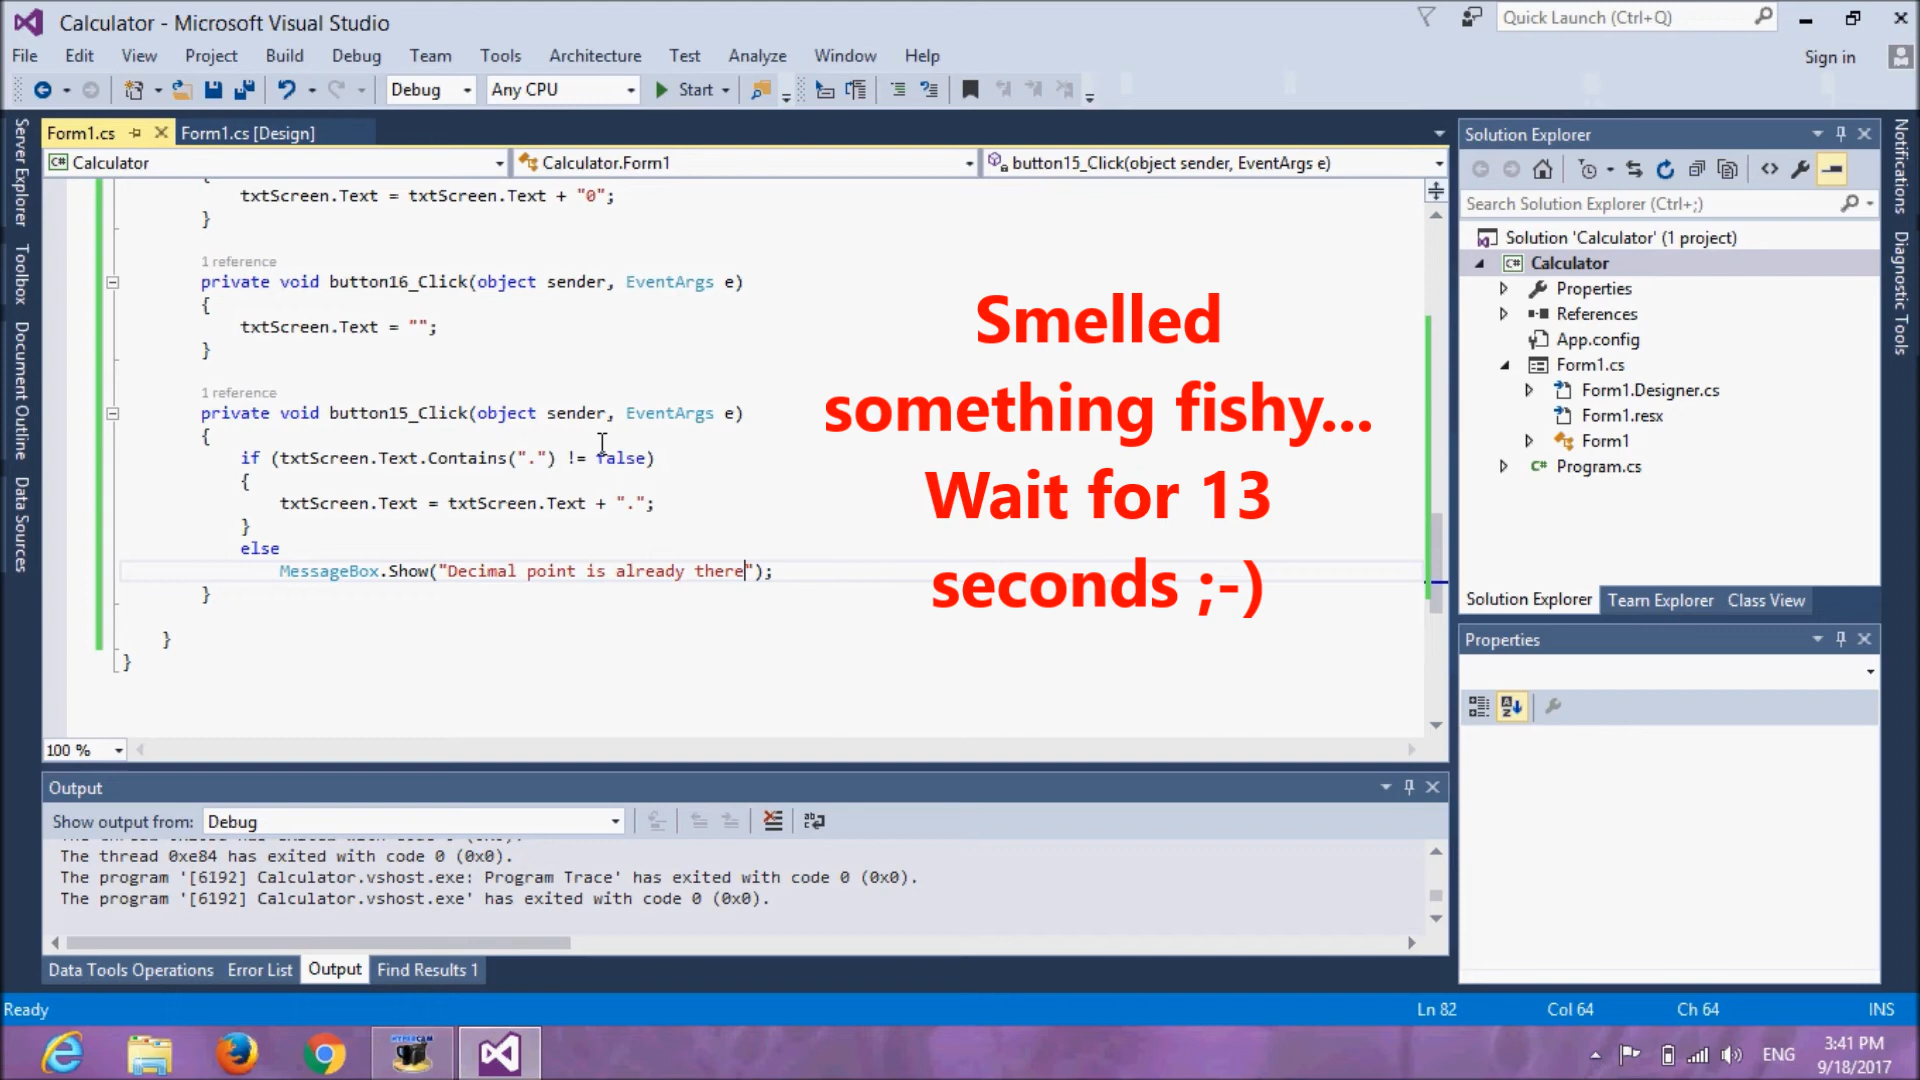 Calculator - Microsoft Visual Studio
Quick Launch (Ctrl+Q)
File Edit View Project Build Debug Team Tools Architecture Test Analyze Window Help
Sign in
Debug Any CPU Start
Server Explorer
Toolbox
Document Outline
Data Sources
Form1.cs Form1.cs [Design]
C# Calculator Calculator.Form1 button15_Click(object sender, EventArgs e)
{
txtScreen.Text = txtScreen.Text + "0";
}
1 reference
private void button16_Click(object sender, EventArgs e)
{
txtScreen.Text = "";
}
1 reference
private void button15_Click(object sender, EventArgs e)
{
if (txtScreen.Text.Contains(".") != false)
{
txtScreen.Text = txtScreen.Text + ".";
}
else
MessageBox.Show("Decimal point is already there");
}
}
}
Smelled
something fishy...
Wait for 13
seconds ;-)
100 %
Output
Show output from: Debug
The thread 0xe84 has exited with code 0 (0x0).
The program '[6192] Calculator.vshost.exe: Program Trace' has exited with code 0 (0x0).
The program '[6192] Calculator.vshost.exe' has exited with code 0 (0x0).
Data Tools Operations Error List Output Find Results 1
Solution Explorer
Search Solution Explorer (Ctrl+;)
Solution 'Calculator' (1 project)
C# Calculator
Properties
References
App.config
Form1.cs
Form1.Designer.cs
Form1.resx
Form1
C# Program.cs
Solution Explorer Team Explorer Class View
Properties
Notifications
Diagnostic Tools
Ready
Ln 82 Col 64 Ch 64 INS
HYPERCAM
ENG
3:41 PM
9/18/2017